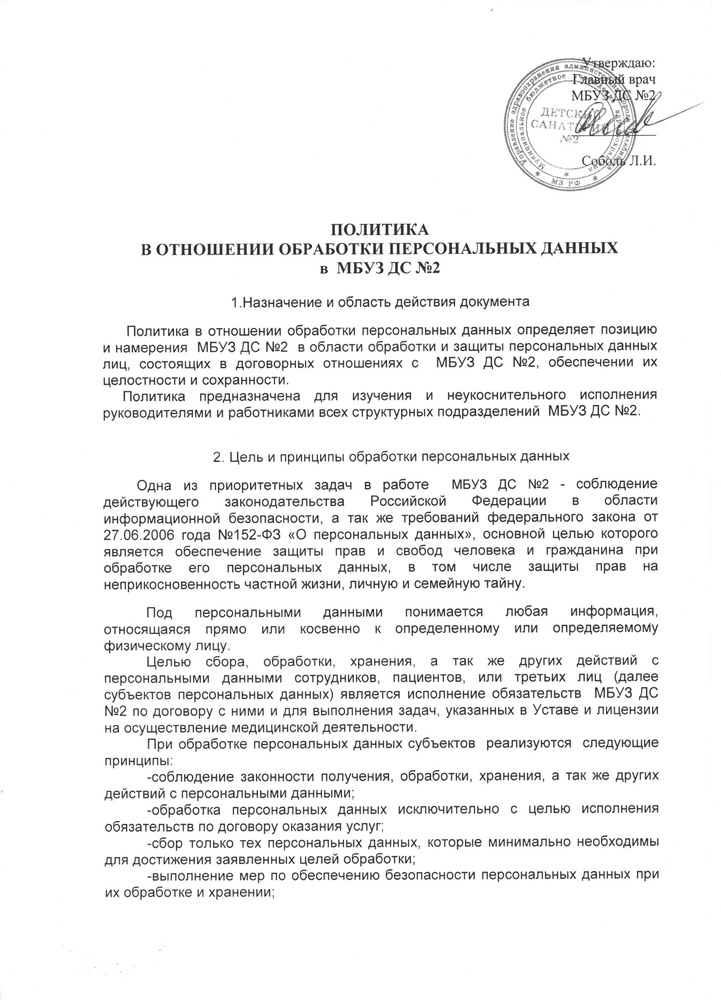 Утверждаю:
Главный врач
МБУЗ ДС №2
Соболь Л.И.
Управление здравоохранения администрации города Челябинска
Муниципальное бюджетное учреждение здравоохранения
ДЕТСКИЙ
САНАТОРИЙ
№2
МЗ РФ
ПОЛИТИКА
В ОТНОШЕНИИ ОБРАБОТКИ ПЕРСОНАЛЬНЫХ ДАННЫХ
в МБУЗ ДС №2
1.Назначение и область действия документа
Политика в отношении обработки персональных данных определяет позицию
и намерения МБУЗ ДС №2 в области обработки и защиты персональных данных
лиц, состоящих в договорных отношениях с МБУЗ ДС №2, обеспечении их
целостности и сохранности.
Политика предназначена для изучения и неукоснительного исполнения
руководителями и работниками всех структурных подразделений МБУЗ ДС №2.
2. Цель и принципы обработки персональных данных
Одна из приоритетных задач в работе МБУЗ ДС №2 - соблюдение
действующего законодательства Российской Федерации в области
информационной безопасности, а так же требований федерального закона от
27.06.2006 года №152-ФЗ «О персональных данных», основной целью которого
является обеспечение защиты прав и свобод человека и гражданина при
обработке его персональных данных, в том числе защиты прав на
неприкосновенность частной жизни, личную и семейную тайну.
Под персональными данными понимается любая информация,
относящаяся прямо или косвенно к определенному или определяемому
физическому лицу.
Целью сбора, обработки, хранения, а так же других действий с
персональными данными сотрудников, пациентов, или третьих лиц (далее
субъектов персональных данных) является исполнение обязательств МБУЗ ДС
№2 по договору с ними и для выполнения задач, указанных в Уставе и лицензии
на осуществление медицинской деятельности.
При обработке персональных данных субъектов реализуются следующие
принципы:
-соблюдение законности получения, обработки, хранения, а так же других
действий с персональными данными;
-обработка персональных данных исключительно с целью исполнения
обязательств по договору оказания услуг;
-сбор только тех персональных данных, которые минимально необходимы
для достижения заявленных целей обработки;
-выполнение мер по обеспечению безопасности персональных данных при
их обработке и хранении;